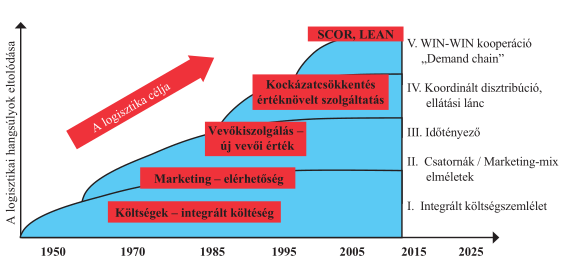 A logisztikai hangsúlyok eltolódása
A logisztika célja
SCOR, LEAN
Kockázatcsökkentés
értéknövelt szolgáltatás
Vevőkiszolgálás –
új vevői érték
Marketing – elérhetőség
Költségek – integrált költéség
V. WIN-WIN kooperáció
„Demand chain”
IV. Koordinált disztribúció,
ellátási lánc
III. Időtényező
II. Csatornák / Marketing-mix
elméletek
I. Integrált költségszemlélet
1950 1970 1985 1995 2005 2015 2025